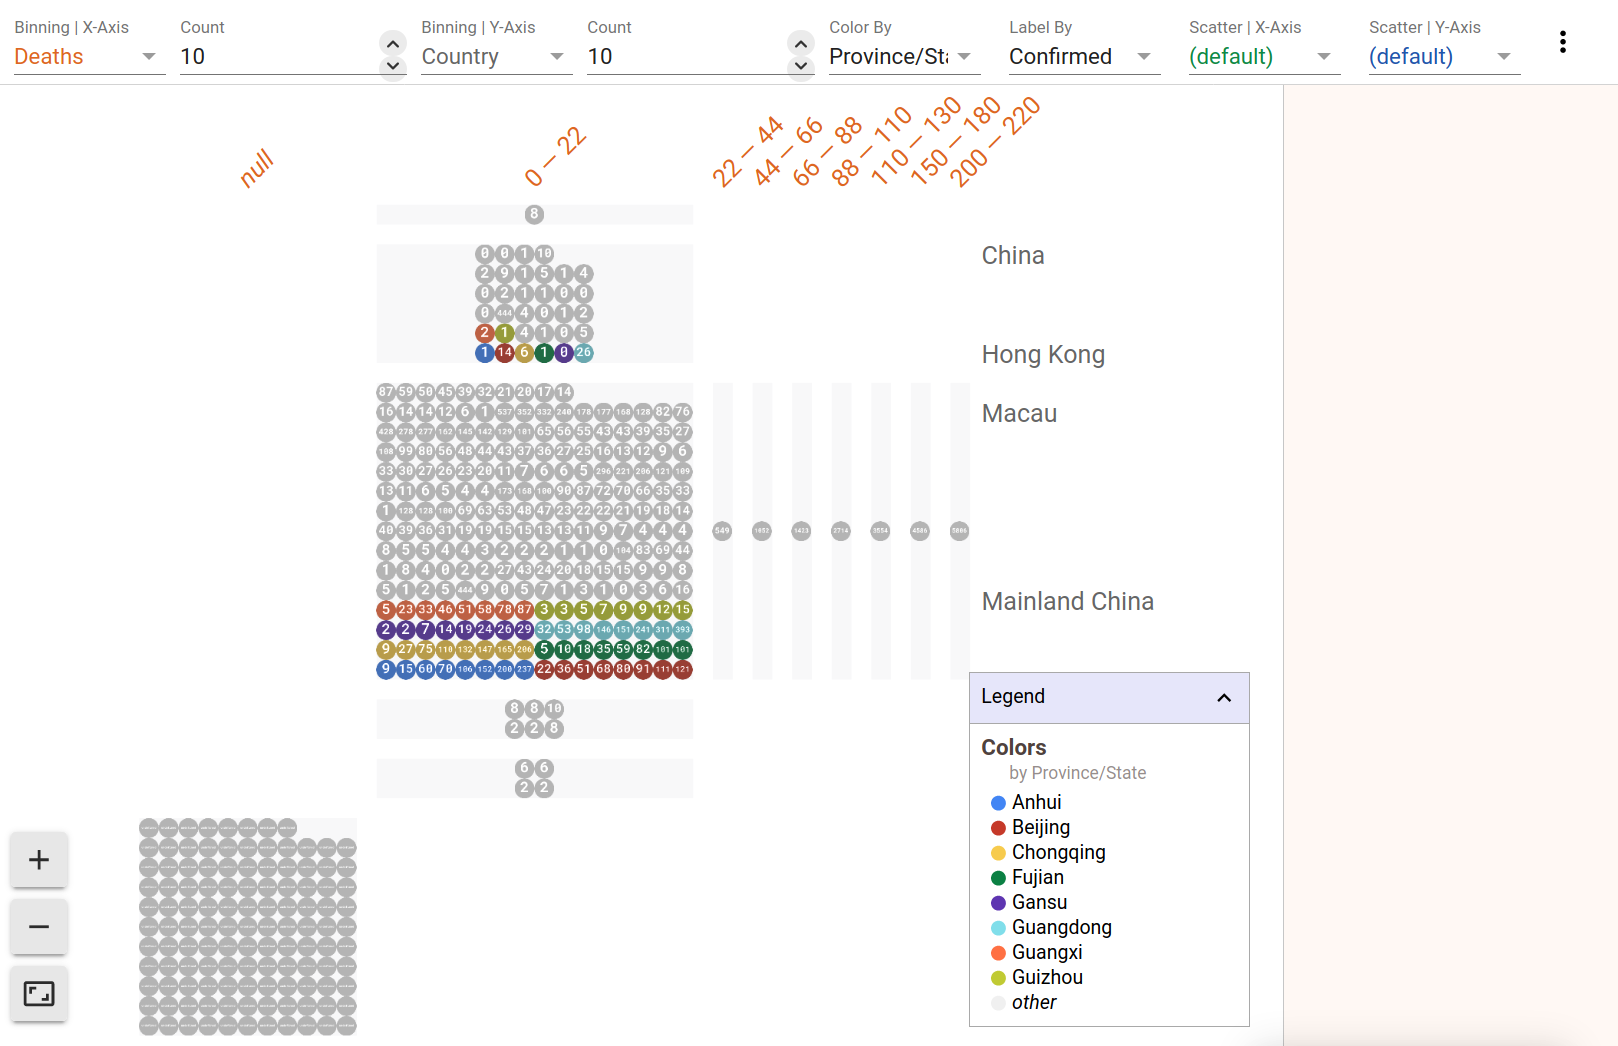 Binning | X-Axis Count Binning | Y-Axis Count Color By Label By Scatter | X-Axis Scatter | Y-Axis
Deaths 10 Country 10 Province/Sta Confirmed (default) (default)
null 0 – 22 22 – 44 44 – 66 66 – 88 88 – 110 110 – 130 150 – 180 200 – 220
8
0 0 1 10
China
2 9 1 5 1 4
0 2 1 1 0 0
0 444 4 0 1 2
2 1 4 1 0 5
1 14 6 1 0 26
Hong Kong
87 59 50 45 39 32 21 20 17 14
16 14 14 12 6 1 537 352 332 240 178 177 168 128 82 76
Macau
428 278 277 162 145 142 129 101 65 56 55 43 43 39 35 27
108 99 80 56 48 44 43 37 36 27 25 16 13 12 9 6
33 30 27 26 23 20 11 7 6 6 5 296 221 206 121 109
13 11 6 5 4 4 173 168 100 90 87 72 70 66 35 33
1 128 128 100 69 63 53 48 47 23 22 22 21 19 18 14
40 39 36 31 19 19 15 15 13 13 11 9 7 4 4 4 549 1052 1423 2714 3554 4586
8 5 5 4 4 3 2 2 2 1 1 0 104 83 69 44
1 8 4 0 2 2 27 43 24 20 18 15 15 9 9 8
5 1 2 5 444 9 0 5 7 1 3 1 0 3 6 16
Mainland China
5 23 33 46 51 58 78 87 3 3 5 7 9 9 12 15
2 2 7 14 19 24 26 29 32 53 98 146 151 241 311 393
9 27 75 110 132 147 165 206 5 10 18 35 59 82 101 101
9 15 60 70 106 152 200 237 22 36 51 68 80 91 111 121
8 8 10
2 2 8
6 6
2 2
Legend
Colors
by Province/State
Anhui
Beijing
Chongqing
Fujian
Gansu
Guangdong
Guangxi
Guizhou
other